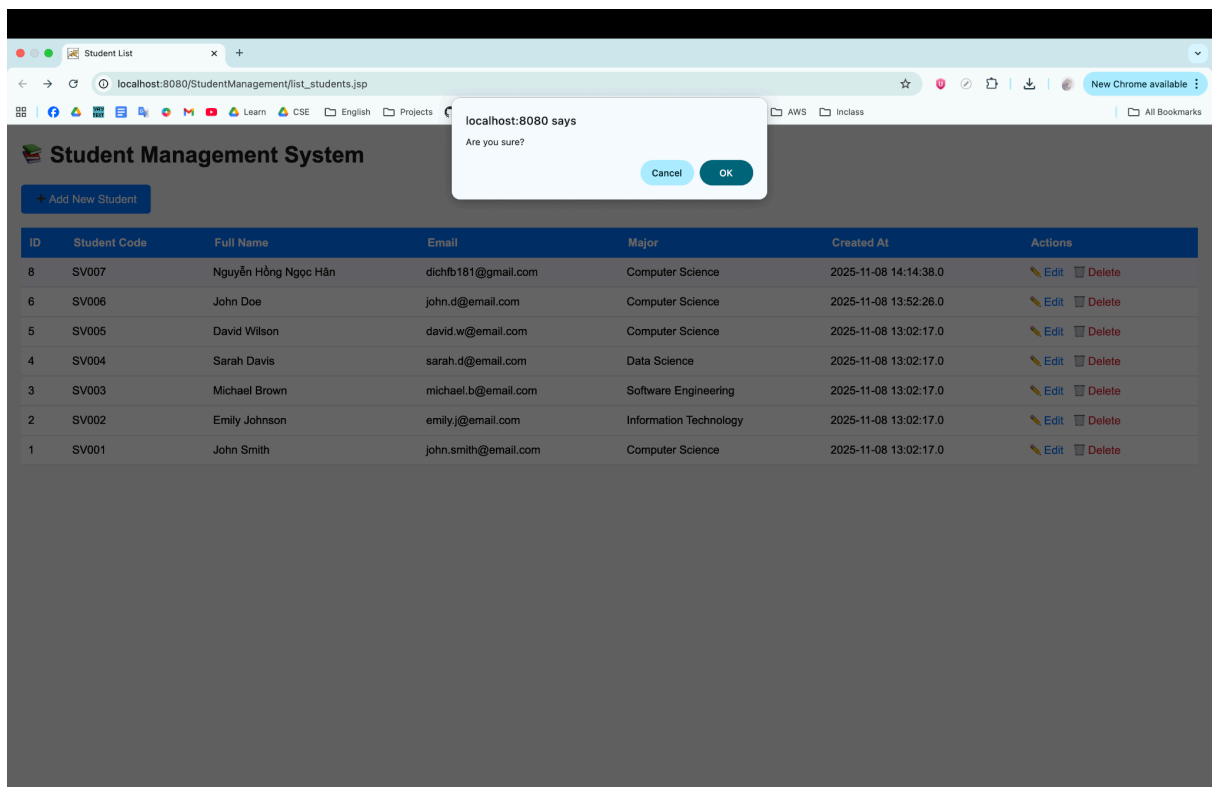 Student List
localhost:8080/StudentManagement/list_students.jsp
New Chrome available
Learn CSE English Projects AWS Inclass All Bookmarks
localhost:8080 says
Are you sure?
Cancel OK
Student Management System
Add New Student
ID Student Code Full Name Email Major Created At Actions
8 SV007 Nguyễn Hồng Ngọc Hân dichfb181@gmail.com Computer Science 2025-11-08 14:14:38.0 Edit Delete
6 SV006 John Doe john.d@email.com Computer Science 2025-11-08 13:52:26.0 Edit Delete
5 SV005 David Wilson david.w@email.com Computer Science 2025-11-08 13:02:17.0 Edit Delete
4 SV004 Sarah Davis sarah.d@email.com Data Science 2025-11-08 13:02:17.0 Edit Delete
3 SV003 Michael Brown michael.b@email.com Software Engineering 2025-11-08 13:02:17.0 Edit Delete
2 SV002 Emily Johnson emily.j@email.com Information Technology 2025-11-08 13:02:17.0 Edit Delete
1 SV001 John Smith john.smith@email.com Computer Science 2025-11-08 13:02:17.0 Edit Delete